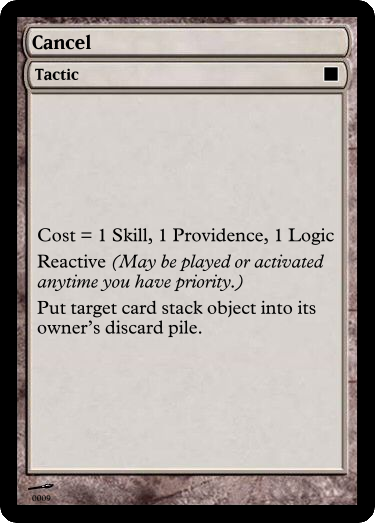 Cancel
Tactic
Cost = 1 Skill, 1 Providence, 1 Logic
Reactive (May be played or activated
anytime you have priority.)
Put target card stack object into its
owner's discard pile.
0009